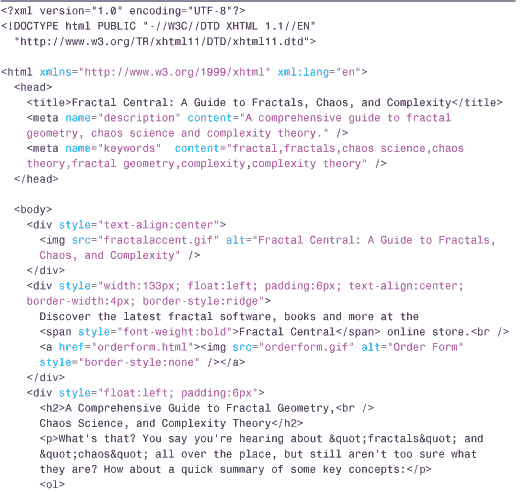 <?xml version="1.0" encoding="UTF-8"?>
<!DOCTYPE html PUBLIC "-//W3C//DTD XHTML 1.1//EN"
  "http://www.w3.org/TR/xhtml11/DTD/xhtml11.dtd">

<html xmlns="http://www.w3.org/1999/xhtml" xml:lang="en">
  <head>
    <title>Fractal Central: A Guide to Fractals, Chaos, and Complexity</title>
    <meta name="description" content="A comprehensive guide to fractal
    geometry, chaos science and complexity theory." />
    <meta name="keywords"  content="fractal,fractals,chaos science,chaos
    theory,fractal geometry,complexity,complexity theory" />
  </head>

  <body>
    <div style="text-align:center">
      <img src="fractalaccent.gif" alt="Fractal Central: A Guide to Fractals,
      Chaos, and Complexity" />
    </div>
    <div style="width:133px; float:left; padding:6px; text-align:center;
    border-width:4px; border-style:ridge">
      Discover the latest fractal software, books and more at the
      <span style="font-weight:bold">Fractal Central</span> online store.<br />
      <a href="orderform.html"><img src="orderform.gif" alt="Order Form"
      style="border-style:none" /></a>
    </div>
    <div style="float:left; padding:6px">
      <h2>A Comprehensive Guide to Fractal Geometry,<br />
      Chaos Science, and Complexity Theory</h2>
      <p>What's that? You say you're hearing about &quot;fractals&quot; and
      &quot;chaos&quot; all over the place, but still aren't too sure what
      they are? How about a quick summary of some key concepts:</p>
      <ol>